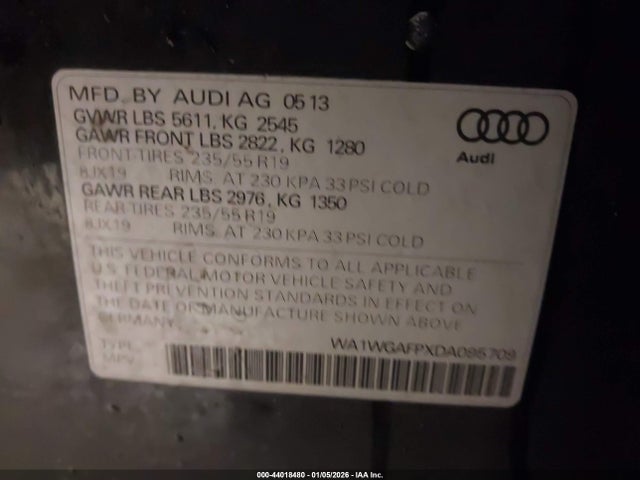 MFD. BY AUDI AG 05 13
GVWR LBS 5611, KG 2545
GAWR FRONT LBS 2822, KG 1280
FRONT-TIRES 235/55 R19
8JX19 RIMS. AT 230 KPA 33 PSI COLD
GAWR REAR LBS 2976, KG 1350
REAR-TIRES 235/55 R19
8JX19 RIMS. AT 230 KPA 33 PSI COLD
Audi
THIS VEHICLE CONFORMS TO ALL APPLICABLE
U.S. FEDERAL MOTOR VEHICLE SAFETY AND
THEFT PREVENTION STANDARDS IN EFFECT ON
THE DATE OF MANUFACTURE SHOWN ABOVE
GERMANY
TYPE: WA1WGAFPXDA095709
MPV
000-44018480 - 01/05/2026 - IAA Inc.